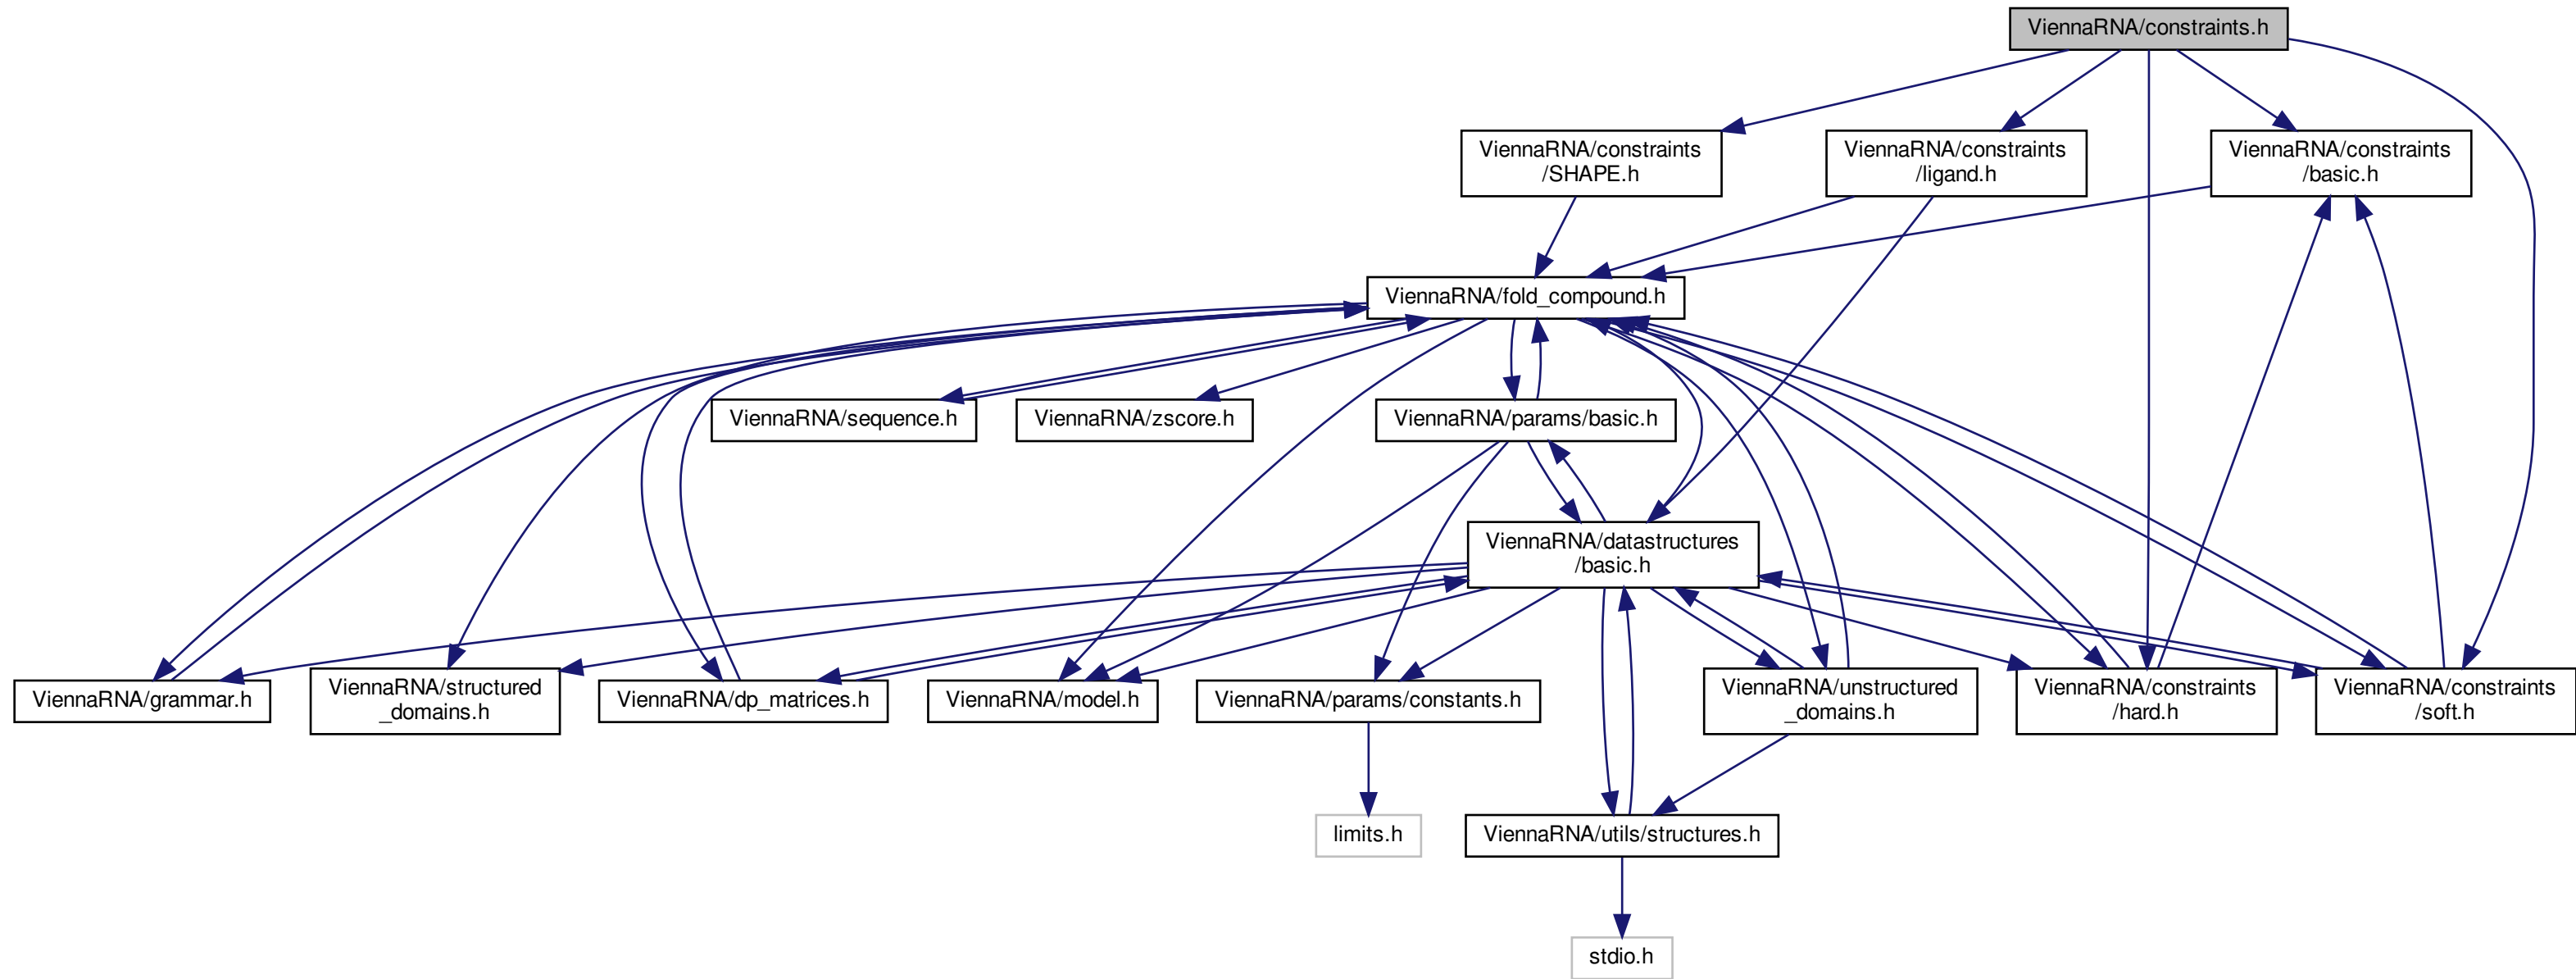 ViennaRNA/constraints.h
ViennaRNA/constraints
/SHAPE.h
ViennaRNA/constraints
/ligand.h
ViennaRNA/constraints
/basic.h
ViennaRNA/fold_compound.h
ViennaRNA/sequence.h
ViennaRNA/zscore.h
ViennaRNA/params/basic.h
ViennaRNA/datastructures
/basic.h
ViennaRNA/grammar.h
ViennaRNA/structured
_domains.h
ViennaRNA/dp_matrices.h
ViennaRNA/model.h
ViennaRNA/params/constants.h
ViennaRNA/unstructured
_domains.h
ViennaRNA/constraints
/hard.h
ViennaRNA/constraints
/soft.h
limits.h
ViennaRNA/utils/structures.h
stdio.h